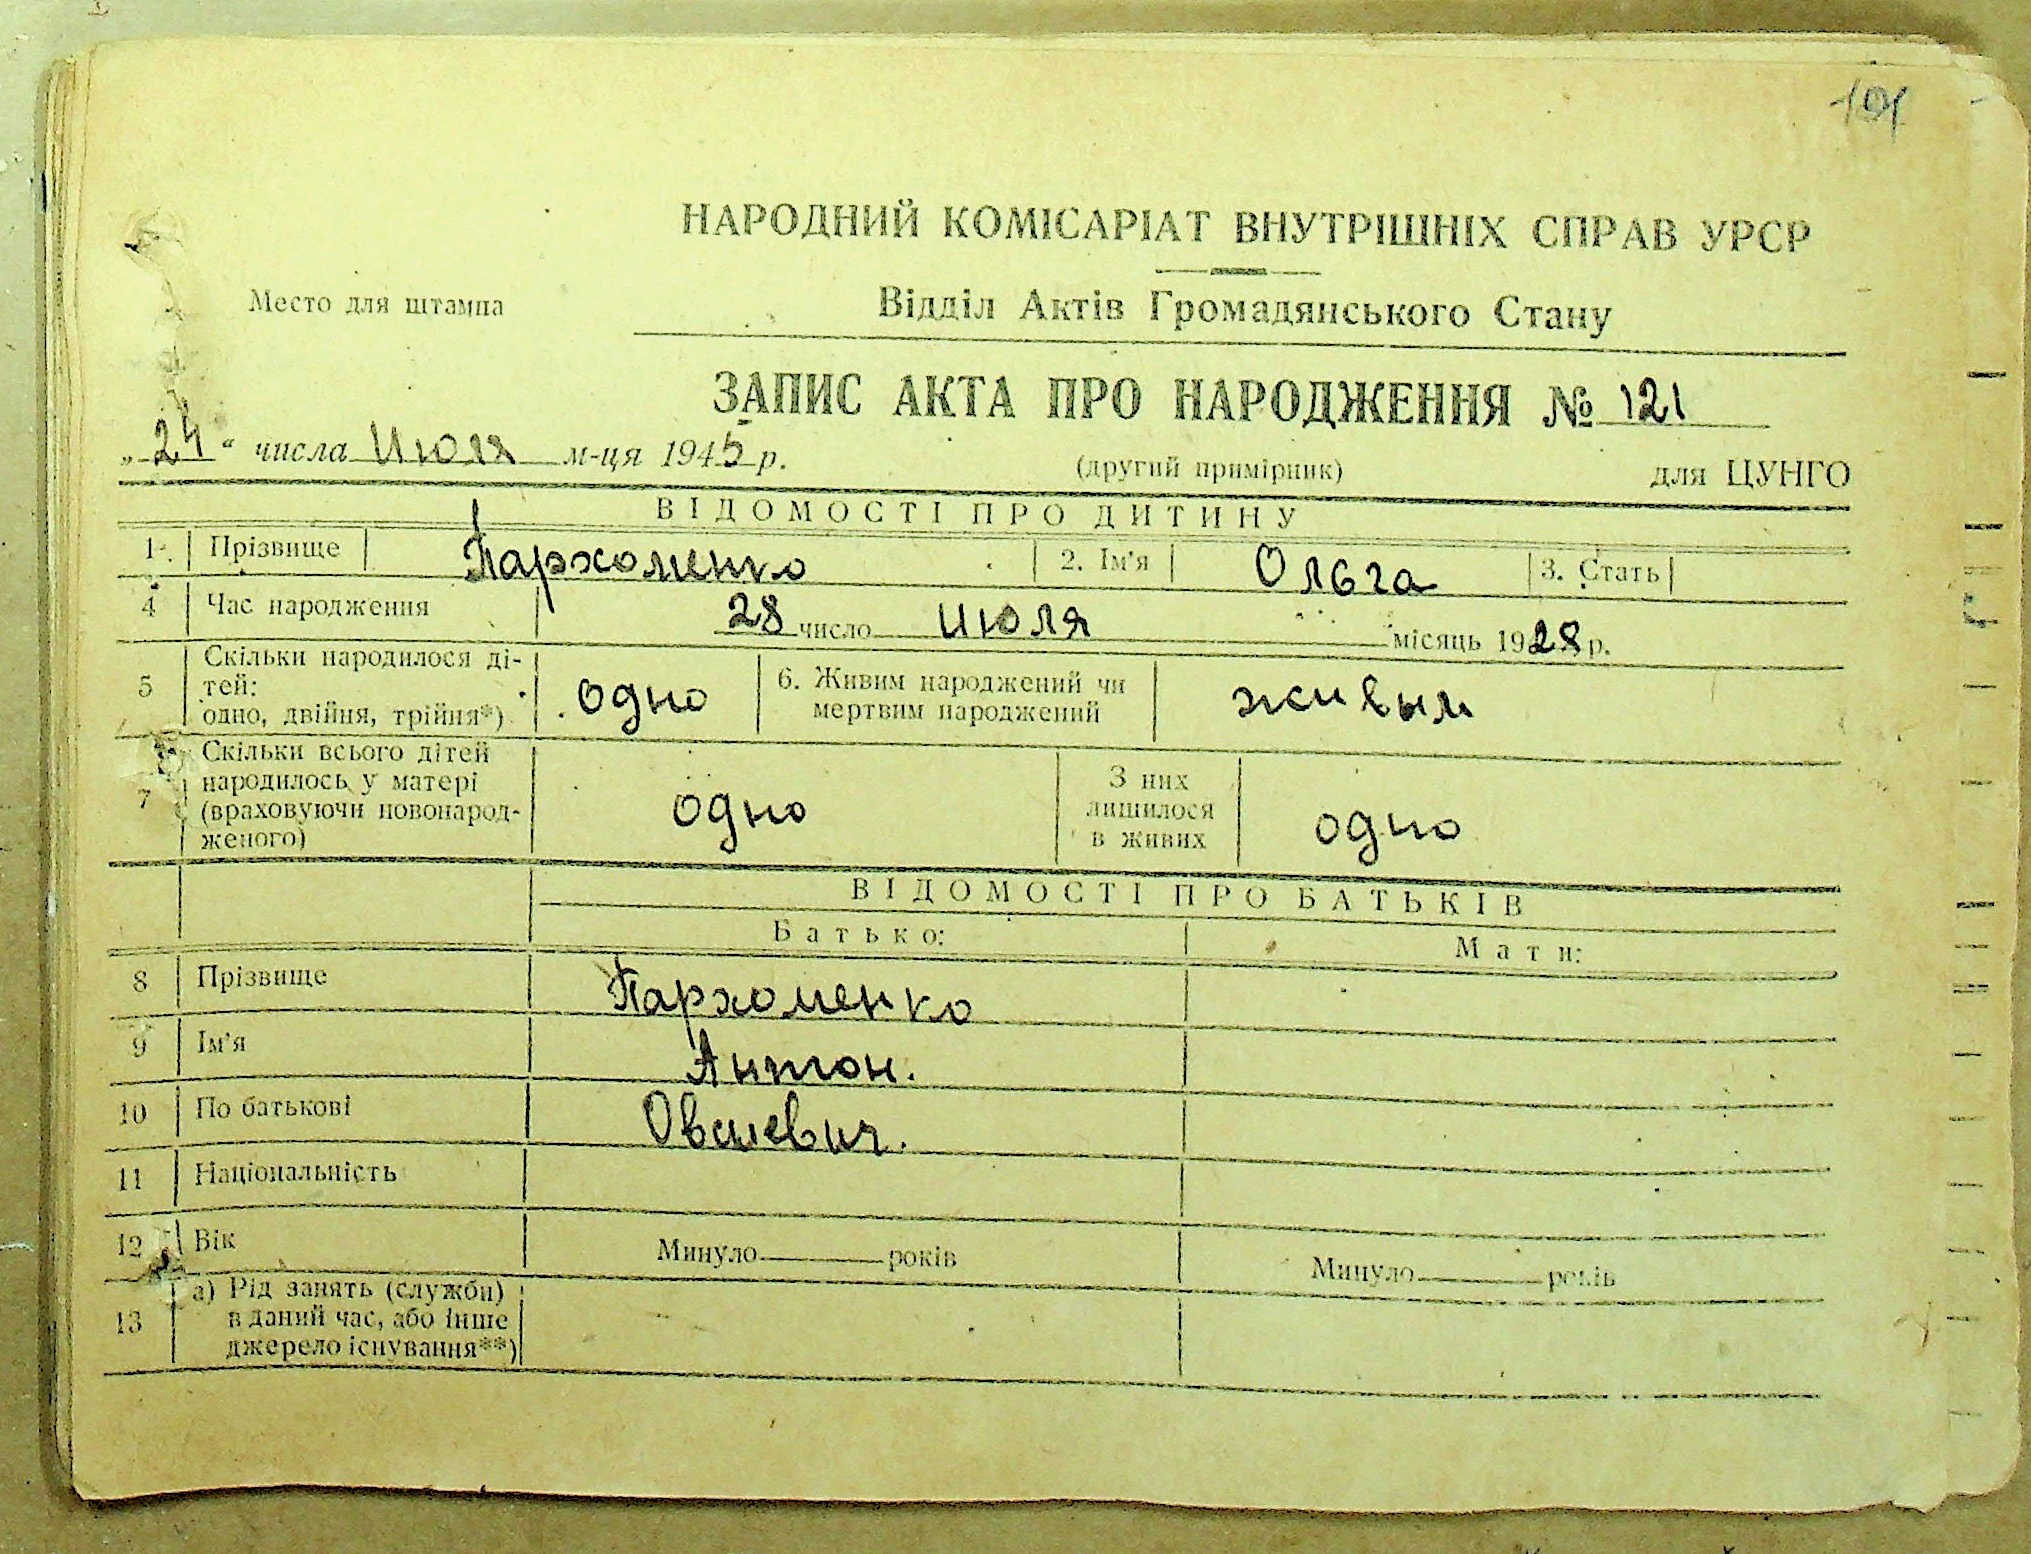 101
НАРОДНИЙ КОМІСАРІАТ ВНУТРІШНІХ СПРАВ УРСР
Место для штампа
Відділ Актів Громадянського Стану
ЗАПИС АКТА ПРО НАРОДЖЕННЯ № 121
„24“ числа Июля м-ця 1945 р.
(другий примірник) для ЦУНГО
ВІДОМОСТІ ПРО ДИТИНУ
1. Прізвище Пархоменко 2. Ім'я Ольга 3. Стать
4 Час народження 28 число июля місяць 1928 р.
5 Скільки народилося ді-
тей:
одно, двійня, трійня*) одно
6. Живим народжений чи
мертвим народжений живым
7 Скільки всього дітей
народилось у матері
(враховуючи новонарод-
женого) одно
З них
лишилося
в живих одно
ВІДОМОСТІ ПРО БАТЬКІВ
Батько: Мати:
8 Прізвище Пархоменко
9 Ім'я Антон.
10 По батькові
11 Національність
12 Вік Минуло років Минуло років
13 а) Рід занять (служби)
в даний час, або інше
джерело існування**)